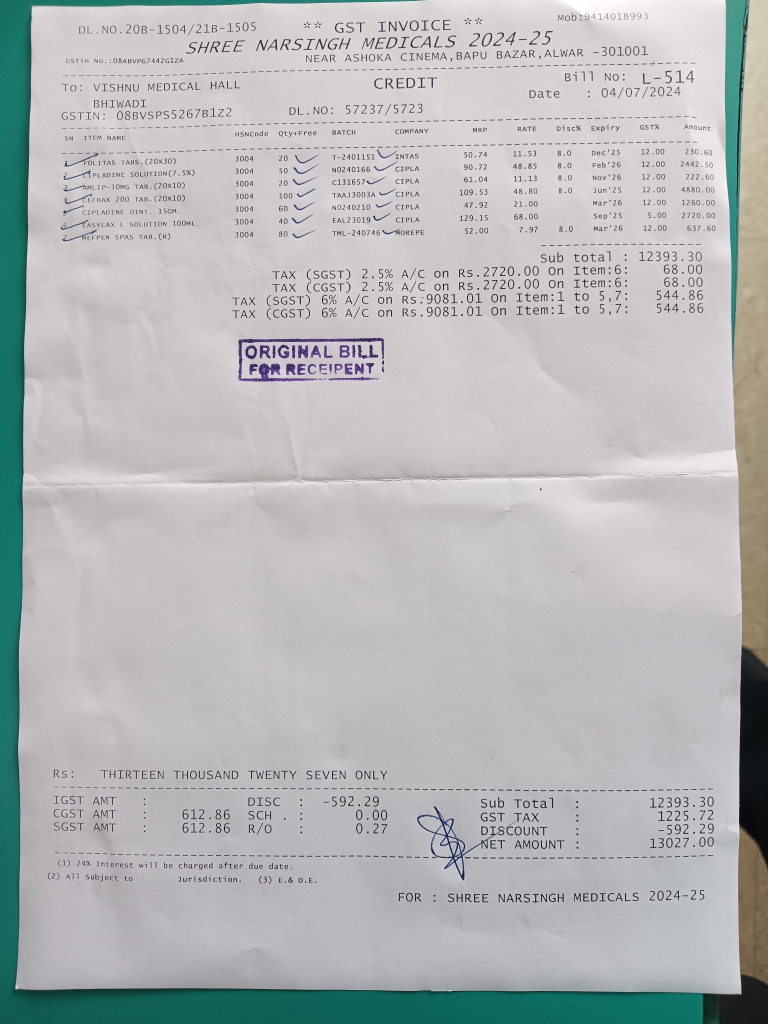 DL.NO.20B-1504/21B-1505 ** GST INVOICE ** Mob:9414018993
SHREE NARSINGH MEDICALS 2024-25
GSTin No.:08ABVPG7442G1ZA NEAR ASHOKA CINEMA,BAPU BAZAR,ALWAR -301001
To: VISHNU MEDICAL HALL CREDIT Bill No: L-514
BHIWADI Date : 04/07/2024
GSTIN: 08BVSPS5267B1Z2 DL.NO: 57237/5723
SN ITEM NAME HSNCode Qty+Free BATCH COMPANY MRP RATE Disc% Expiry GST% Amount
1 FOLITAS TABS.(20X30) 3004 20 T-2401151 INTAS 50.74 11.53 8.0 Dec'25 12.00 230.60
2 CIPLADINE SOLUTION(7.5%) 3004 50 N0240166 CIPLA 90.72 48.85 8.0 Feb'26 12.00 2442.50
3 AMLIP-10MG TAB.(20X10) 3004 20 C131657 CIPLA 61.04 11.13 8.0 Nov'26 12.00 222.60
4 CIFRAX 200 TAB.(20X10) 3004 100 TAAJ3003A CIPLA 109.53 48.80 8.0 Jun'25 12.00 4880.00
5 CIPLADINE OINT. 15GM. 3004 60 N0240210 CIPLA 47.92 21.00 Mar'26 12.00 1260.00
6 EASYLAX L SOLUTION 100ML 3004 40 EAL23019 CIPLA 129.15 68.00 Sep'25 5.00 2720.00
7 MEFPEN SPAS TAB.(R) 3004 80 TML-240746 MOREPE 52.00 7.97 8.0 Mar'26 12.00 637.60
Sub total : 12393.30
TAX (SGST) 2.5% A/C on Rs.2720.00 On Item:6: 68.00
TAX (CGST) 2.5% A/C on Rs.2720.00 On Item:6: 68.00
TAX (SGST) 6% A/C on Rs.9081.01 On Item:1 to 5,7: 544.86
TAX (CGST) 6% A/C on Rs.9081.01 On Item:1 to 5,7: 544.86
ORIGINAL BILL
FOR RECEIPENT
Rs: THIRTEEN THOUSAND TWENTY SEVEN ONLY
IGST AMT : DISC : -592.29 Sub Total : 12393.30
CGST AMT : 612.86 SCH . : 0.00 GST TAX : 1225.72
SGST AMT : 612.86 R/O : 0.27 DISCOUNT : -592.29
NET AMOUNT : 13027.00
(1) 24% Interest will be charged after due date.
(2) All Subject to Jurisdiction. (3) E.& O.E.
FOR : SHREE NARSINGH MEDICALS 2024-25